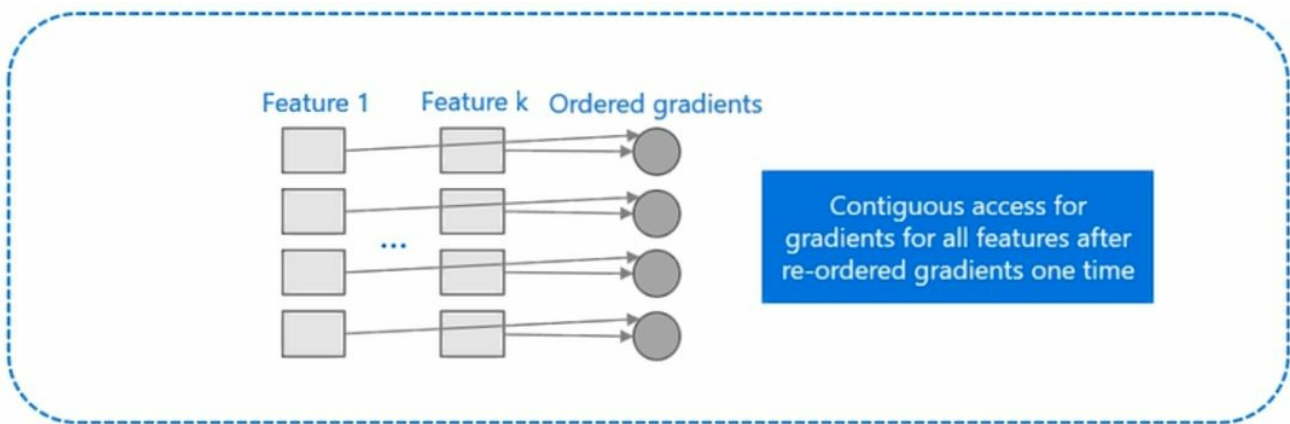 Feature 1 Feature k Ordered gradients
...
Contiguous access for
gradients for all features after
re-ordered gradients one time